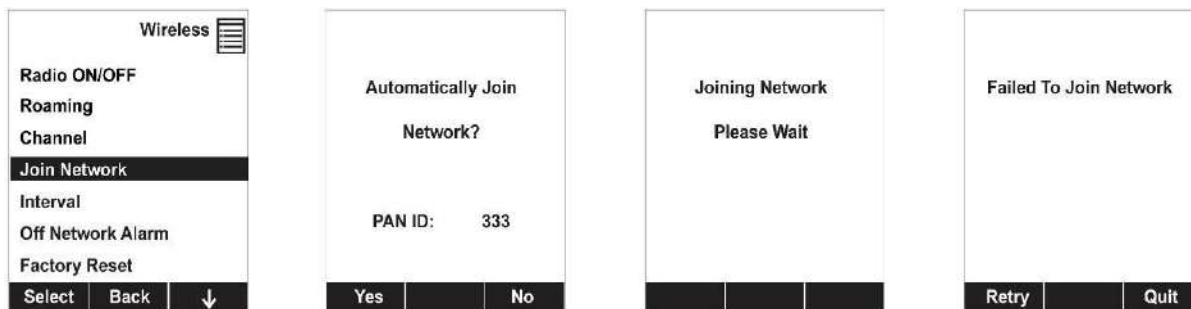 Wireless
Radio ON/OFF
Roaming
Channel
Join Network
Interval
Off Network Alarm
Factory Reset
Select Back ↓
Automatically Join
Network?
PAN ID: 333
Yes No
Joining Network
Please Wait
Failed To Join Network
Retry Quit